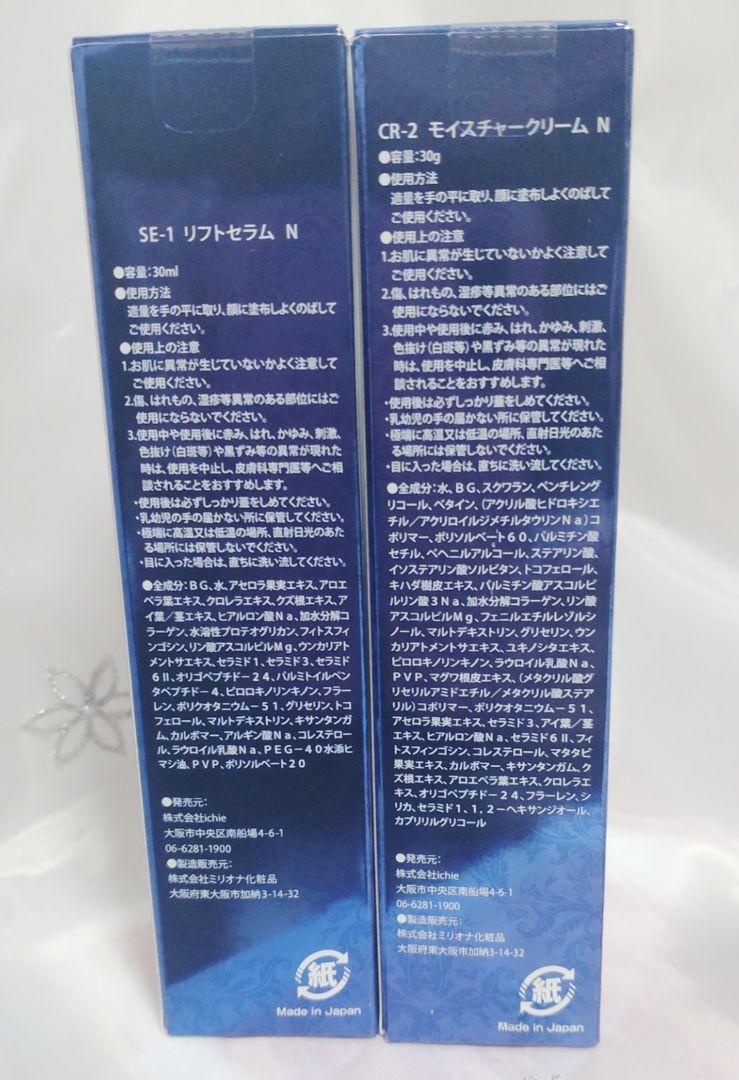 SE-1 リフトセラム N
●容量:30ml
●使用方法
適量を手の平に取り、顔に塗布しよくのばして
ご使用ください。
●使用上の注意
1.お肌に異常が生じていないかよく注意して
ご使用ください。
2.傷、はれもの、湿疹等異常のある部位にはご
使用にならないでください。
3.使用中や使用後に赤み、はれ、かゆみ、刺激、
色抜け(白斑等)や黒ずみ等の異常が現れた
時は、使用を中止し、皮膚科専門医等へご相
談されることをおすすめします。
・使用後は必ずしっかり蓋をしめてください。
・乳幼児の手の届かない所に保管してください。
・極端に高温又は低温の場所、直射日光のあた
る場所には保管しないでください。
・目に入った場合は、直ちに洗い流してください。
●全成分:BG、水、アセロラ果実エキス、アロエ
ベラ葉エキス、クロレラエキス、クズ根エキス、ア
イ葉/茎エキス、ヒアルロン酸Na、加水分解コ
ラーゲン、水溶性プロテオグリカン、フィトスフィ
ンゴシン、リン酸アスコルビルMg、ウンカリアト
メントサエキス、セラミド1、セラミド3、セラミド
6Ⅱ、オリゴペプチド-24、パルミトイルペン
タペプチド-4、ピロロキノリンキノン、フラー
レン、ポリクオタニウム-51、グリセリン、トコ
フェロール、マルトデキストリン、キサンタンガ
ム、カルボマー、アルギン酸Na、コレステロー
ル、ラウロイル乳酸Na、PEG-40水添ヒ
マシ油、PVP、ポリソルベート20
●発売元:
株式会社ichie
大阪市中央区南船場4-6-1
06-6281-1900
●製造販売元:
株式会社ミリオナ化粧品
大阪府東大阪市加納3-14-32
紙
Made in Japan
CR-2 モイスチャークリーム N
●容量:30g
●使用方法
適量を手の平に取り、顔に塗布しよくのばして
ご使用ください。
●使用上の注意
1.お肌に異常が生じていないかよく注意して
ご使用ください。
2.傷、はれもの、湿疹等異常のある部位にはご
使用にならないでください。
3.使用中や使用後に赤み、はれ、かゆみ、刺激、
色抜け(白斑等)や黒ずみ等の異常が現れた
時は、使用を中止し、皮膚科専門医等へご相
談されることをおすすめします。
・使用後は必ずしっかり蓋をしめてください。
・乳幼児の手の届かない所に保管してください。
・極端に高温又は低温の場所、直射日光のあた
る場所には保管しないでください。
・目に入った場合は、直ちに洗い流してください。
●全成分:水、BG、スクワラン、ペンチレング
リコール、ベタイン、(アクリル酸ヒドロキシエ
チル/アクリロイルジメチルタウリンNa)コ
ポリマー、ポリソルベート60、パルミチン酸
セチル、ベヘニルアルコール、ステアリン酸、
イソステアリン酸ソルビタン、トコフェロール、
キハダ樹皮エキス、パルミチン酸アスコルビ
ルリン酸3Na、加水分解コラーゲン、リン酸
アスコルビルMg、フェニルエチルレゾルシ
ノール、マルトデキストリン、グリセリン、ウン
カリアトメントサエキス、ユキノシタエキス、
ピロロキノリンキノン、ラウロイル乳酸Na、
PVP、マグワ根皮エキス、(メタクリル酸グ
リセリルアミドエチル/メタクリル酸ステア
リル)コポリマー、ポリクオタニウム-51、
アセロラ果実エキス、セラミド3、アイ葉/茎
エキス、ヒアルロン酸Na、セラミド6Ⅱ、フィ
トスフィンゴシン、コレステロール、マタタビ
果実エキス、カルボマー、キサンタンガム、ク
ズ根エキス、アロエベラ葉エキス、クロレラエ
キス、オリゴペプチド-24、フラーレン、シ
リカ、セラミド1、1,2-ヘキサンジオール、
カプリリルグリコール
●発売元:
株式会社ichie
大阪市中央区南船場4-6-1
06-6281-1900
●製造販売元:
株式会社ミリオナ化粧品
大阪府東大阪市加納3-14-32
紙
Made in Japan